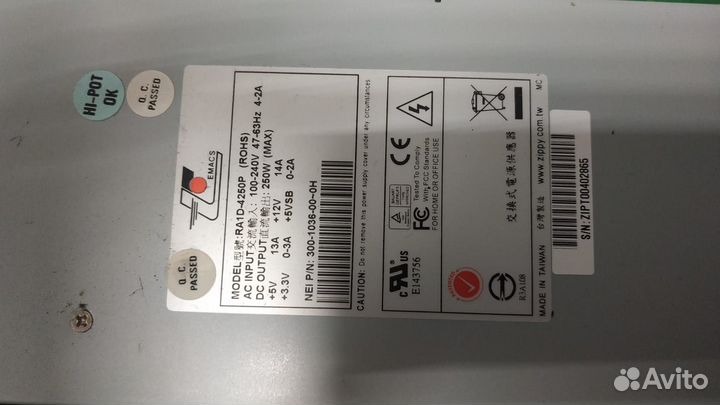 HI-POT
OK
Q.C.
PASSED
Q.C.
PASSED
EMACS
MODEL型號:RA1D-4250P (ROHS)
AC INPUT交流輸入: 100-240V 47-63Hz 4-2A
DC OUTPUT直流輸出: 250W (MAX)
+5V 13A +12V 14A
+3.3V 0-3A +5VSB 0-2A
NEI P/N: 300-1036-00-0H
CAUTION: Do not remove this power supply cover under any circumstances.
CE
FC Tested To Comply
With FCC Standards
FOR HOME OR OFFICE USE
c RU US
E143756
R3A108
交換式電源供應器
MADE IN TAIWAN 台灣製造 www.zippy.com.tw MC
S/N: ZIPT00402865
Avito